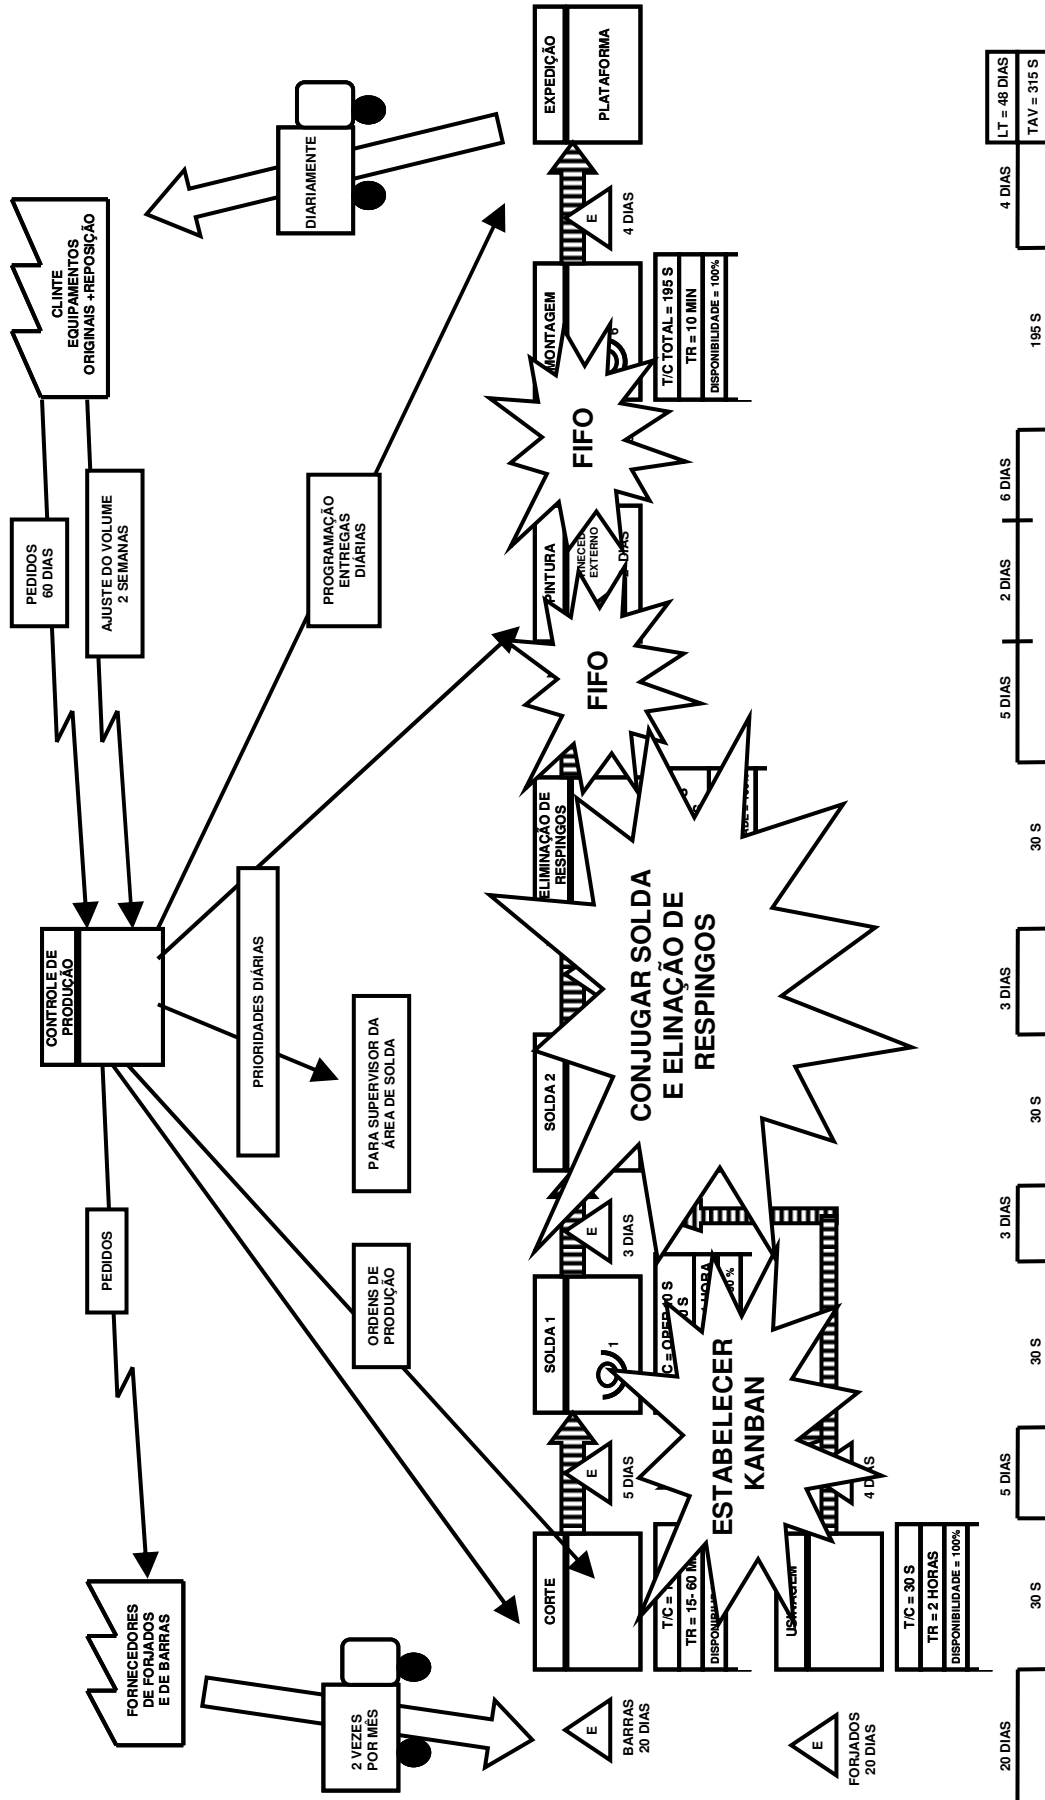 FORNECEDORES
DE FORJADOS
E DE BARRAS
PEDIDOS
CONTROLE DE
PRODUÇÃO
PEDIDOS
60 DIAS
AJUSTE DO VOLUME
2 SEMANAS
CLINTE
EQUIPAMENTOS
ORIGINAIS +REPOSIÇÃO
2 VEZES
POR MÊS
ORDENS DE
PRODUÇÃO
PRIORIDADES DIÁRIAS
PARA SUPERVISOR DA
ÁREA DE SOLDA
PROGRAMAÇÃO
ENTREGAS
DIÁRIAS
DIARIAMENTE
E
BARRAS
20 DIAS
CORTE
E
5 DIAS
SOLDA 1
1
E
3 DIAS
SOLDA 2
ELIMINAÇÃO DE
RESPINGOS
FIFO
PINTURA
EXTERNO
DIAS
FIFO
MONTAGEM
6
E
4 DIAS
EXPEDIÇÃO
PLATAFORMA
TR = 15- 60
ESTABELECER
KANBAN
CONJUGAR SOLDA
E ELINAÇÃO DE
RESPINGOS
T/C TOTAL = 195 S
TR = 10 MIN
DISPONIBILIDADE = 100%
E
FORJADOS
20 DIAS
T/C = 30 S
TR = 2 HORAS
DISPONIBILIDADE = 100%
20 DIAS
30 S
5 DIAS
30 S
3 DIAS
30 S
3 DIAS
30 S
5 DIAS
2 DIAS
6 DIAS
195 S
4 DIAS
LT = 48 DIAS
TAV = 315 S